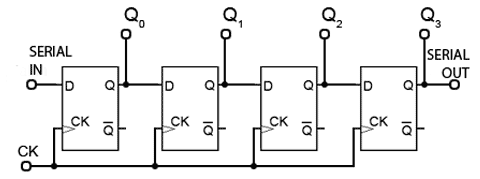 Q0 Q1 Q2 Q3
SERIAL IN
SERIAL OUT
D Q D Q D Q D Q
CK Q̅ CK Q̅ CK Q̅ CK Q̅
CK